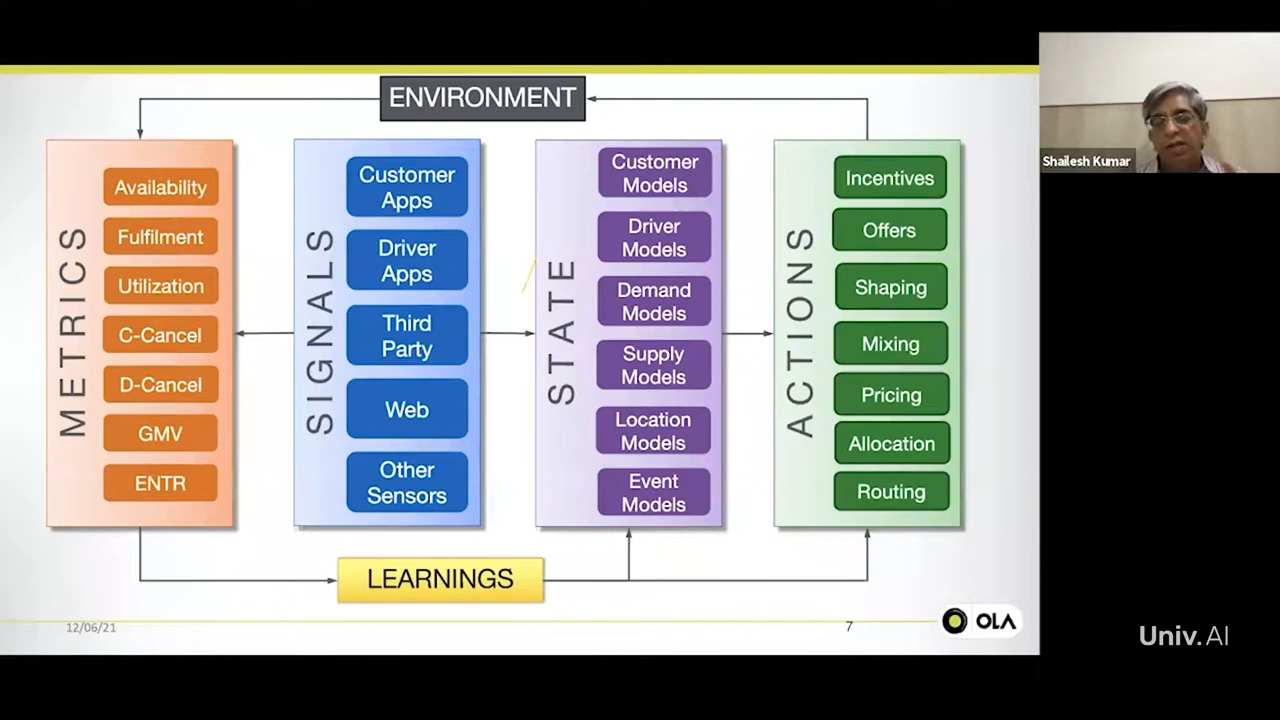 ENVIRONMENT
METRICS
Availability
Fulfilment
Utilization
C-Cancel
D-Cancel
GMV
ENTR
SIGNALS
Customer
Apps
Driver
Apps
Third
Party
Web
Other
Sensors
STATE
Customer
Models
Driver
Models
Demand
Models
Supply
Models
Location
Models
Event
Models
ACTIONS
Incentives
Offers
Shaping
Mixing
Pricing
Allocation
Routing
LEARNINGS
12/06/21
7
OLA
Shailesh Kumar
Univ.AI